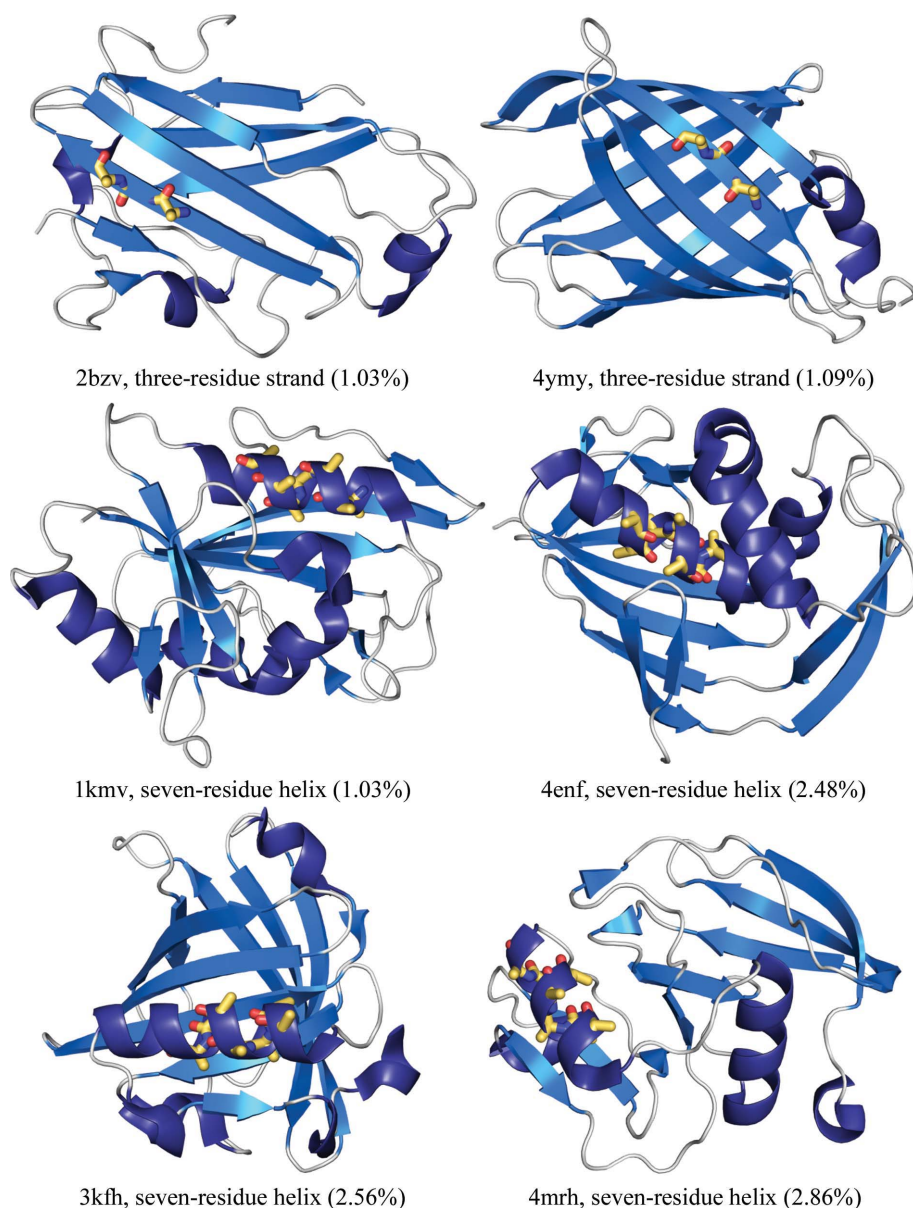 2bzv, three-residue strand (1.03%)
4ymy, three-residue strand (1.09%)
1kmv, seven-residue helix (1.03%)
4enf, seven-residue helix (2.48%)
3kfh, seven-residue helix (2.56%)
4mrh, seven-residue helix (2.86%)